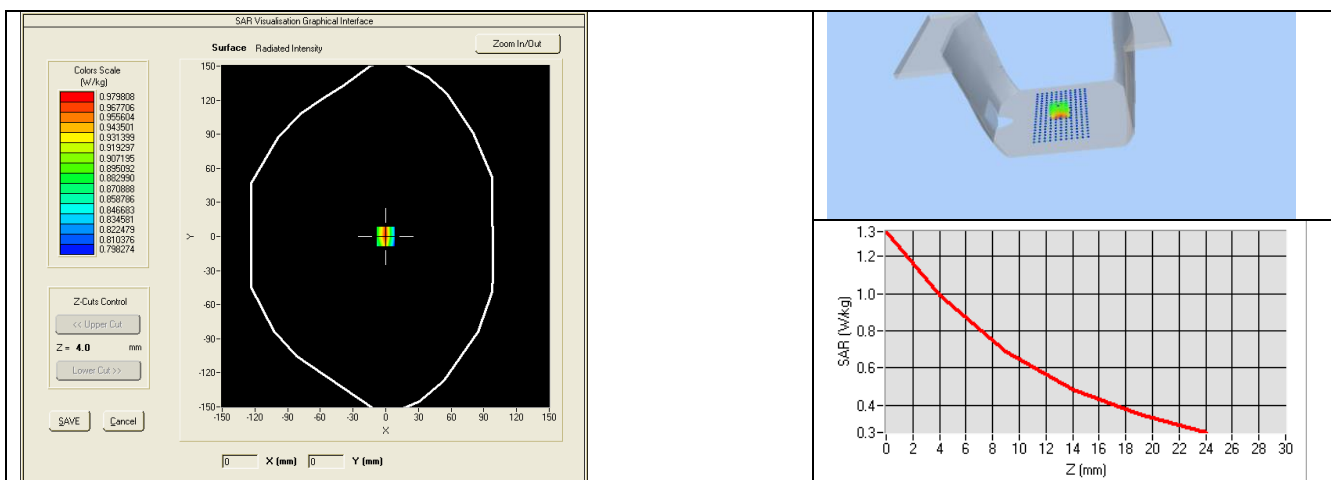 SAR Visualisation Graphical Interface
Surface Radiated Intensity
Zoom In/Out
Colors Scale
(W/kg)
0.979808
0.967706
0.955604
0.943501
0.931399
0.919297
0.907195
0.895092
0.882990
0.870888
0.858786
0.846683
0.834581
0.822479
0.810376
0.798274
Z-Cuts Control
<< Upper Cut
Z = 4.0 mm
Lower Cut >>
SAVE Cancel
150-
120-
90-
60-
30-
0-
-30-
-60-
-90-
-120-
-150-
Y
-150 -120 -90 -60 -30 0 30 60 90 120 150
X
0 X (mm) 0 Y (mm)
1.3-
1.2-
1.0-
0.8-
0.6-
0.4-
0.3-
SAR (W/kg)
0 2 4 6 8 10 12 14 16 18 20 22 24 26 28 30
Z (mm)